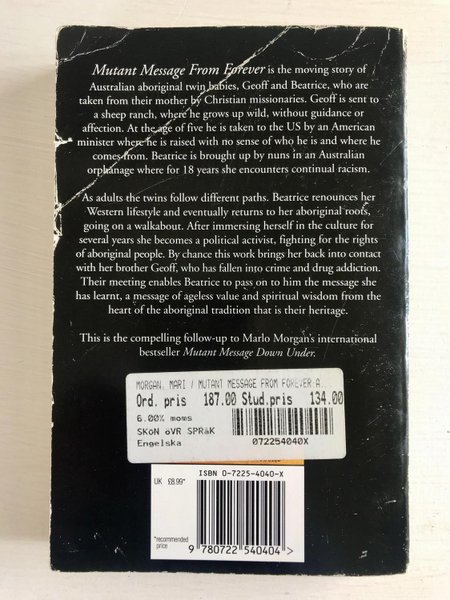 Mutant Message From Forever is the moving story of
Australian aboriginal twin babies, Geoff and Beatrice, who are
taken from their mother by Christian missionaries. Geoff is sent to
a sheep ranch, where he grows up wild, without guidance or
affection. At the age of five he is taken to the US by an American
minister where he is raised with no sense of who he is and where he
comes from. Beatrice is brought up by nuns in an Australian
orphanage where for 18 years she encounters continual racism.
As adults the twins follow different paths. Beatrice renounces her
Western lifestyle and eventually returns to her aboriginal roots,
going on a walkabout. After immersing herself in the culture for
several years she becomes a political activist, fighting for the rights
of aboriginal people. By chance this work brings her back into contact
with her brother Geoff, who has fallen into crime and drug addiction.
Their meeting enables Beatrice to pass on to him the message she
has learnt, a message of ageless value and spiritual wisdom from the
heart of the aboriginal tradition that is their heritage.
This is the compelling follow-up to Marlo Morgan's international
bestseller Mutant Message Down Under.
MORGAN, MARI / MUTANT MESSAGE FROM FOREVER A.
Ord. pris 187.00 Stud.pris 134.00
6.00% moms
SKÖN ÖVR SPRÅK
Engelska 072254040X
ISBN 0-7225-4040-X
UK £8.99*
*recommended
price
9 780722 540404 >